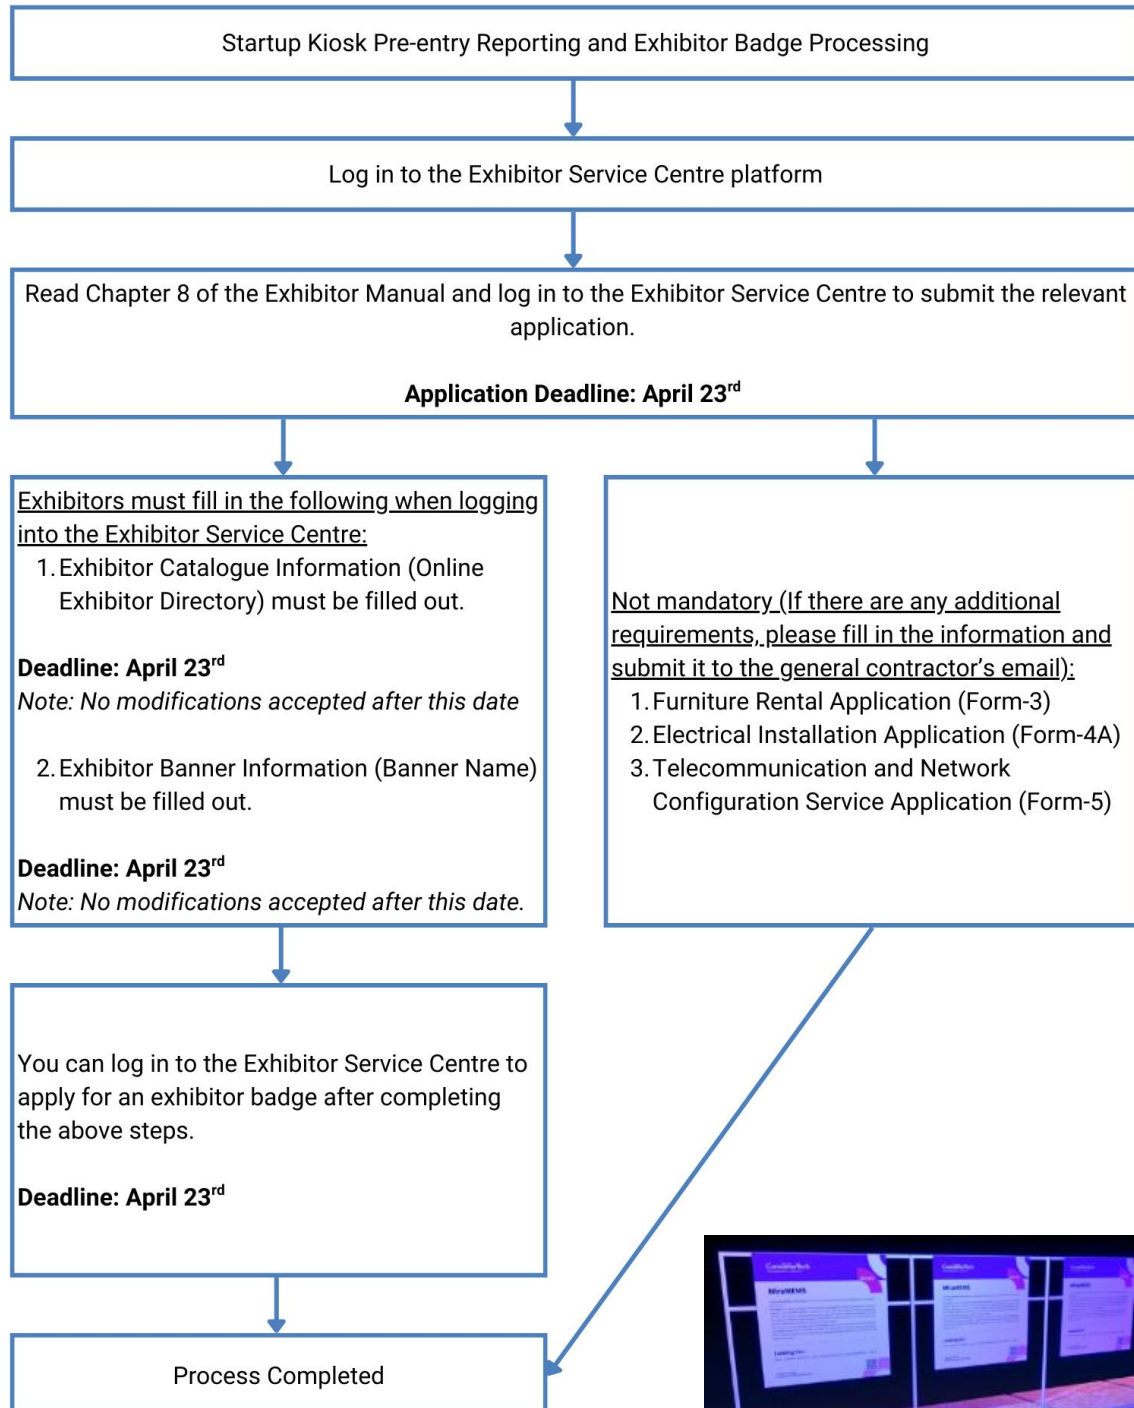 Startup Kiosk Pre-entry Reporting and Exhibitor Badge Processing
Log in to the Exhibitor Service Centre platform
Read Chapter 8 of the Exhibitor Manual and log in to the Exhibitor Service Centre to submit the relevant
application.
Application Deadline: April 23rd
Exhibitors must fill in the following when logging
into the Exhibitor Service Centre:
1. Exhibitor Catalogue Information (Online
Exhibitor Directory) must be filled out.
Deadline: April 23rd
Note: No modifications accepted after this date
2. Exhibitor Banner Information (Banner Name)
must be filled out.
Deadline: April 23rd
Note: No modifications accepted after this date.
Not mandatory (If there are any additional
requirements, please fill in the information and
submit it to the general contractor's email):
1. Furniture Rental Application (Form-3)
2. Electrical Installation Application (Form-4A)
3. Telecommunication and Network
Configuration Service Application (Form-5)
You can log in to the Exhibitor Service Centre to
apply for an exhibitor badge after completing
the above steps.
Deadline: April 23rd
Process Completed